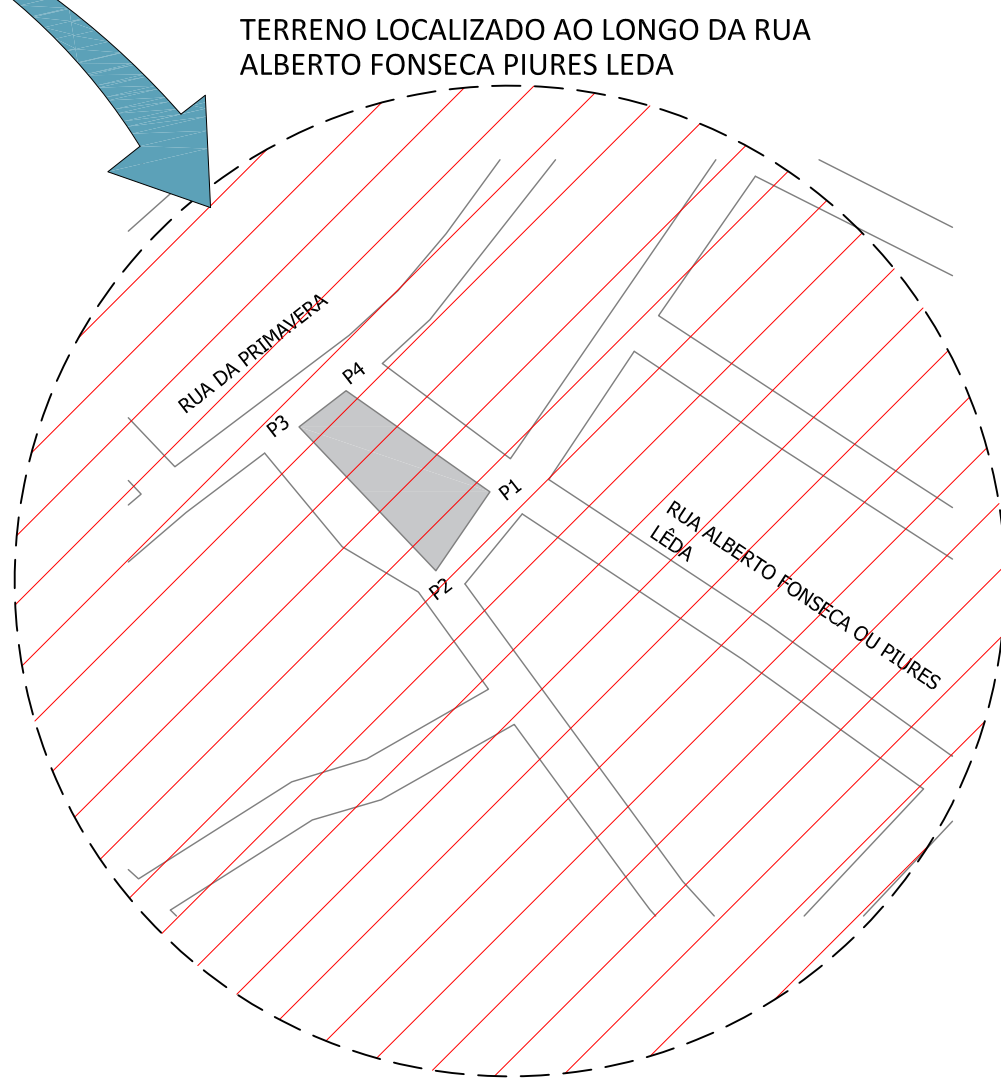 TERRENO LOCALIZADO AO LONGO DA RUA
ALBERTO FONSECA PIURES LEDA
RUA DA PRIMAVERA
P4
P3
P1
P2
RUA ALBERTO FONSECA OU PIURES
LÊDA